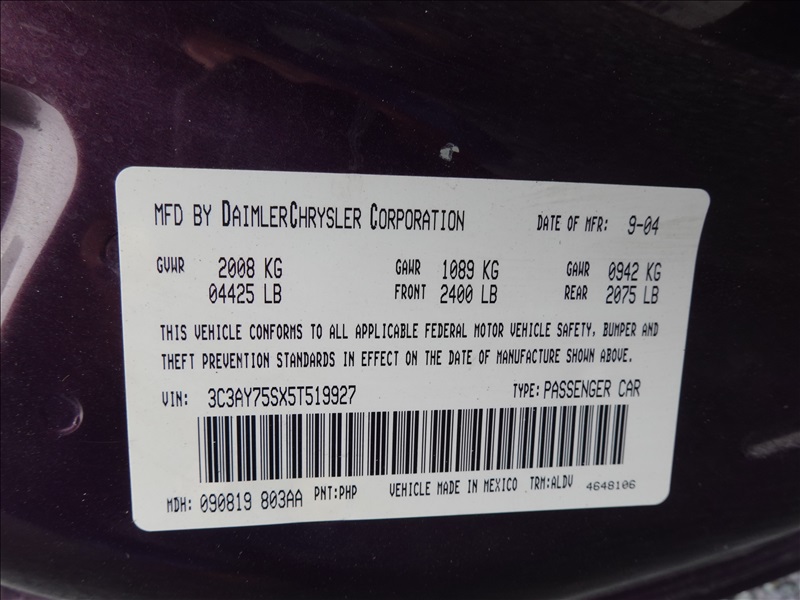 MFD BY DAIMLERCHRYSLER CORPORATION DATE OF MFR: 9-04
GVWR 2008 KG GAWR 1089 KG GAWR 0942 KG
04425 LB FRONT 2400 LB REAR 2075 LB
THIS VEHICLE CONFORMS TO ALL APPLICABLE FEDERAL MOTOR VEHICLE SAFETY, BUMPER AND
THEFT PREVENTION STANDARDS IN EFFECT ON THE DATE OF MANUFACTURE SHOWN ABOVE.
VIN: 3C3AY75SX5T519927 TYPE: PASSENGER CAR
MDH: 090819 803AA PNT:PHP VEHICLE MADE IN MEXICO TRM:ALDV 4648106